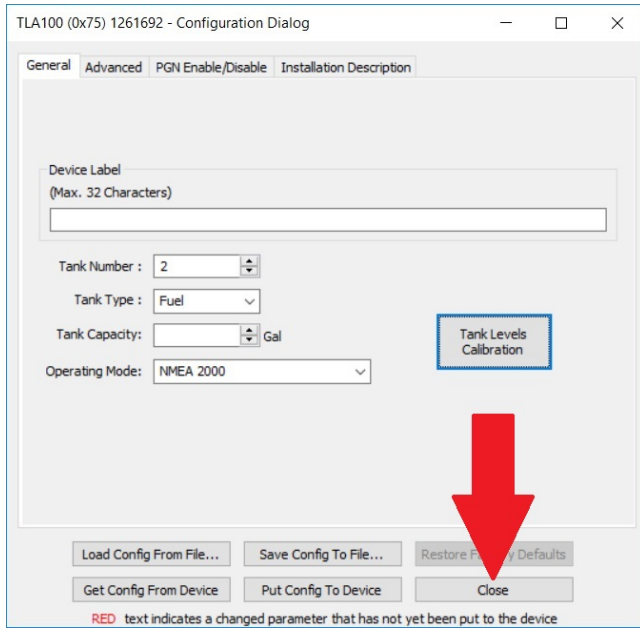 TLA100 (0x75) 1261692 - Configuration Dialog
General Advanced PGN Enable/Disable Installation Description
Device Label
(Max. 32 Characters)
Tank Number : 2
Tank Type : Fuel
Tank Capacity: Gal
Operating Mode: NMEA 2000
Tank Levels
Calibration
Load Config From File... Save Config To File... Restore Defaults
Get Config From Device Put Config To Device Close
RED text indicates a changed parameter that has not yet been put to the device